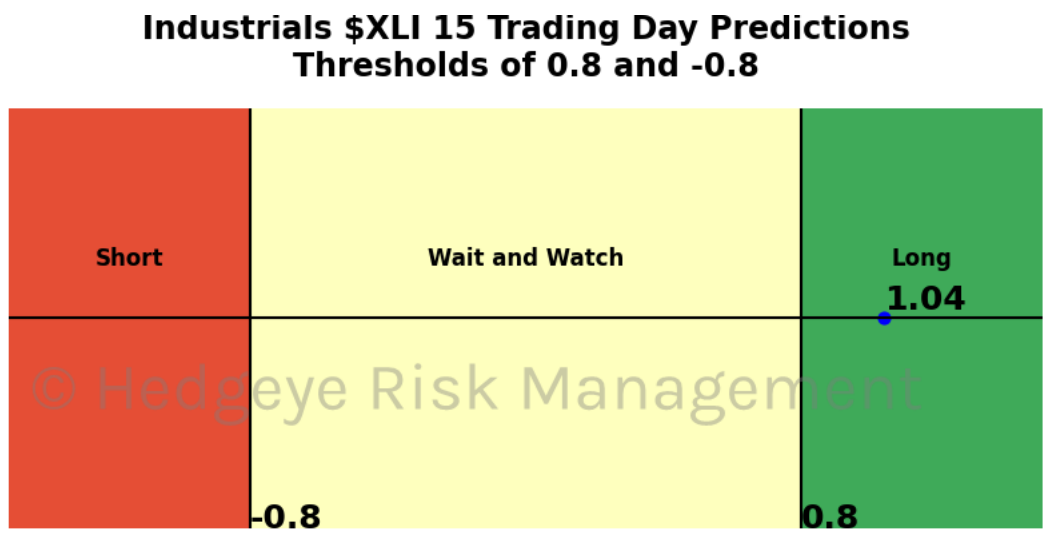 Industrials $XLI 15 Trading Day Predictions
Thresholds of 0.8 and -0.8
Short
Wait and Watch
Long
1.04
© Hedgeye Risk Management
-0.8
0.8